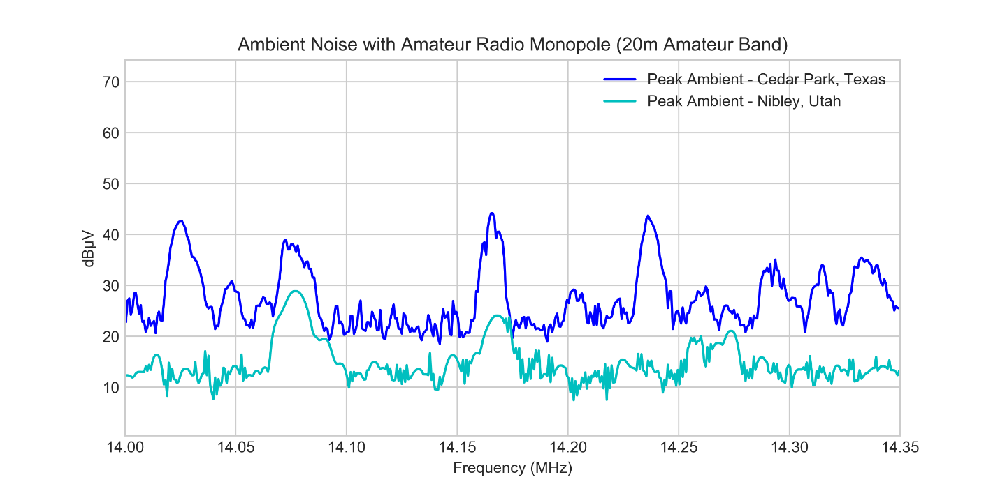 Ambient Noise with Amateur Radio Monopole (20m Amateur Band)
Peak Ambient - Cedar Park, Texas
Peak Ambient - Nibley, Utah
70
60
50
40
30
20
10
dBµV
14.00 14.05 14.10 14.15 14.20 14.25 14.30 14.35
Frequency (MHz)